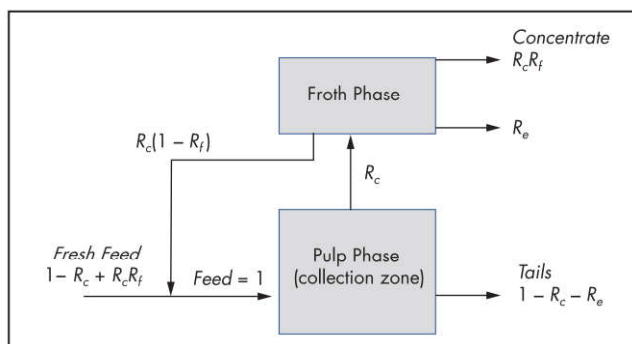 Concentrate
R_cR_f
Froth Phase
R_e
R_c(1 – R_f)
R_c
Fresh Feed
1– R_c + R_cR_f
Feed = 1
Pulp Phase
(collection zone)
Tails
1 – R_c – R_e